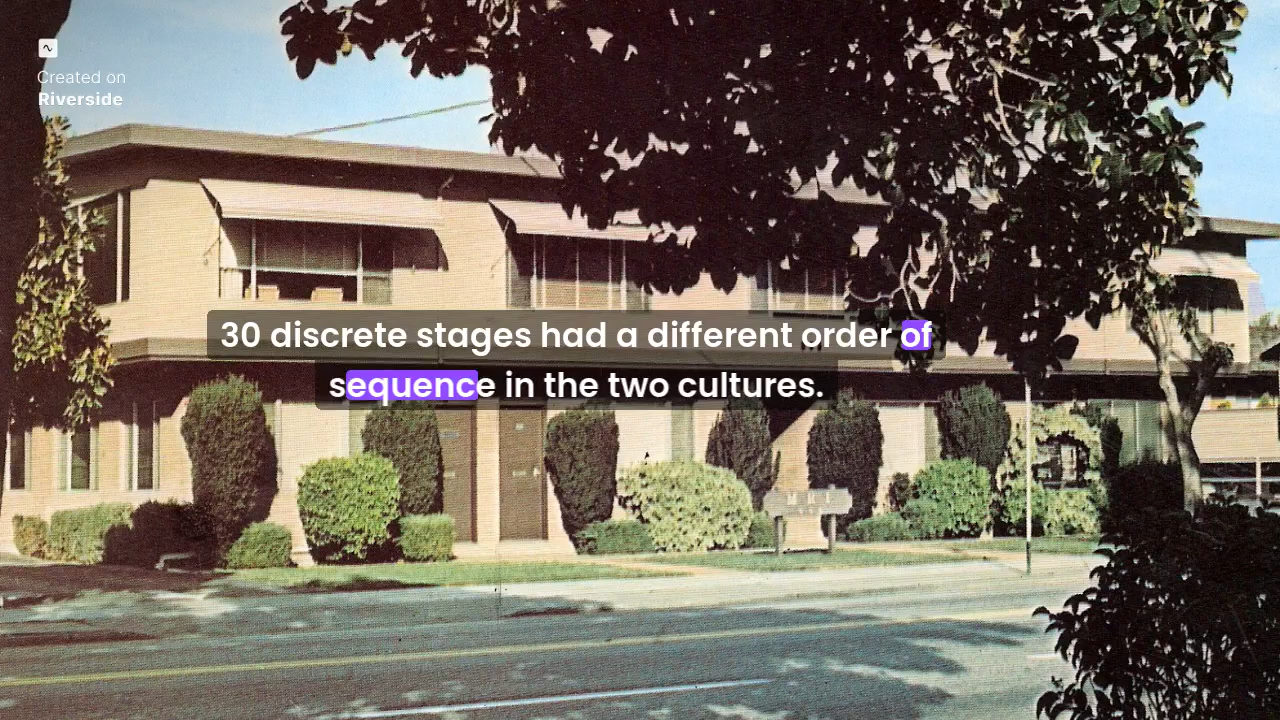 Created on
Riverside
30 discrete stages had a different order of
sequence in the two cultures.